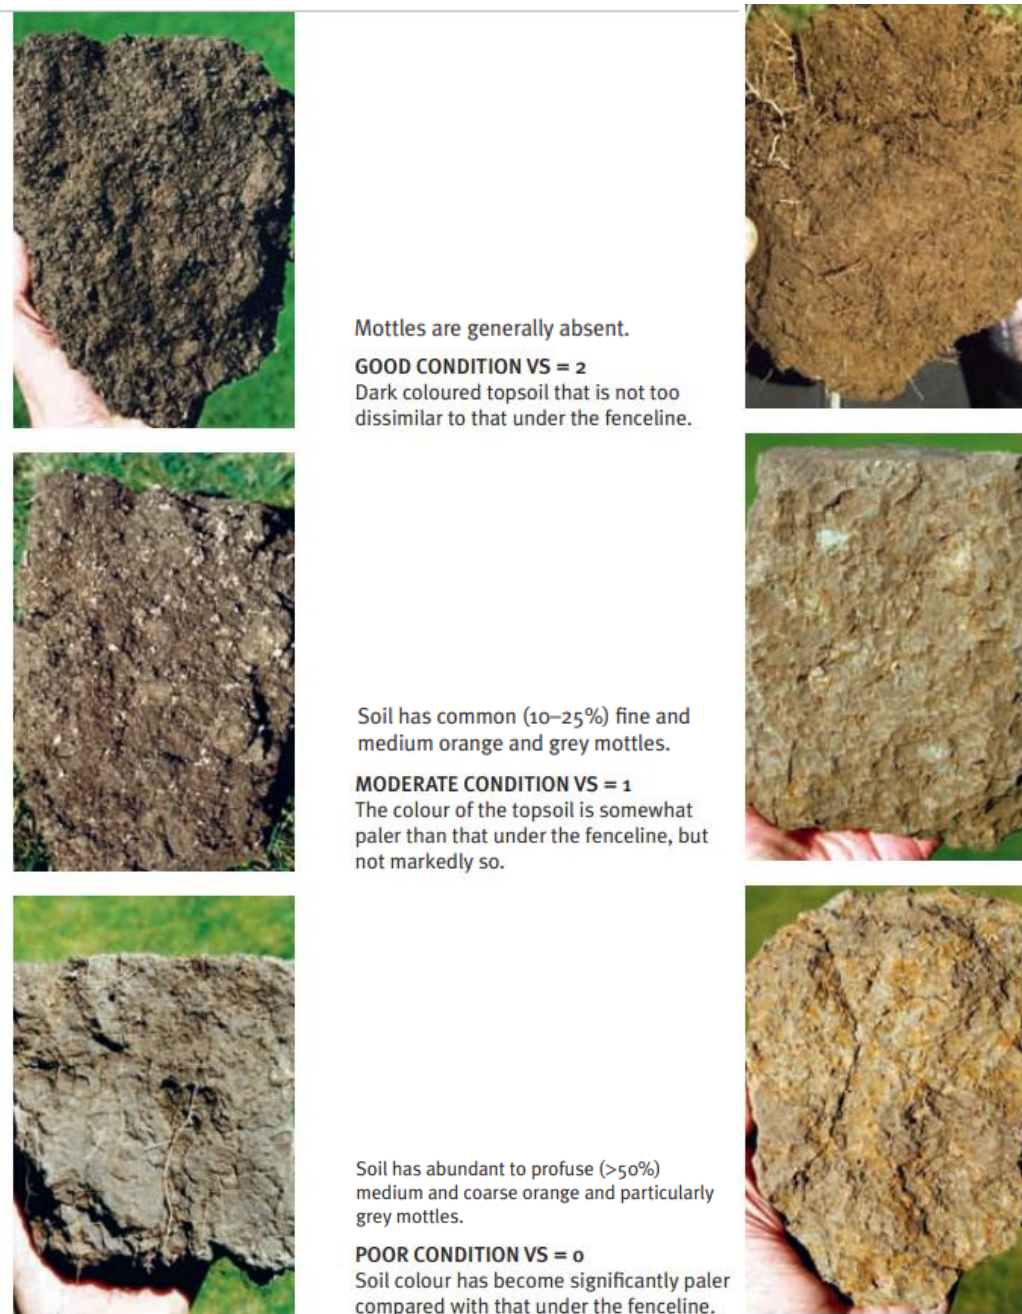 Mottles are generally absent.
GOOD CONDITION VS = 2
Dark coloured topsoil that is not too
dissimilar to that under the fenceline.
Soil has common (10–25%) fine and
medium orange and grey mottles.
MODERATE CONDITION VS = 1
The colour of the topsoil is somewhat
paler than that under the fenceline, but
not markedly so.
Soil has abundant to profuse (>50%)
medium and coarse orange and particularly
grey mottles.
POOR CONDITION VS = 0
Soil colour has become significantly paler
compared with that under the fenceline.